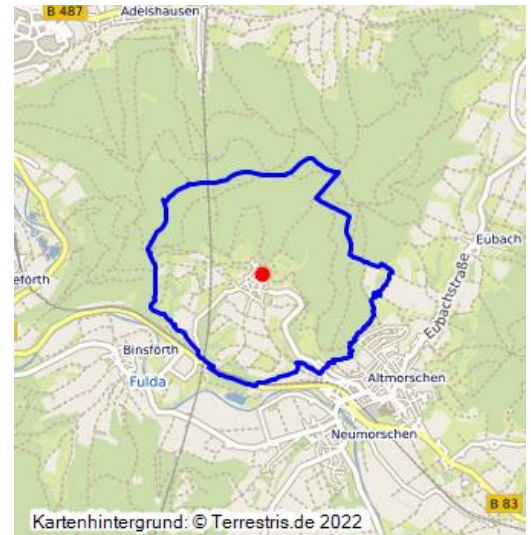 B 487
Adelshausen
Eubach
Eubachstraße
eförth
Binsförth
Fulda
Altmorschen
Neumorschen
B 83
Kartenhintergrund: © Terrestris.de 2022